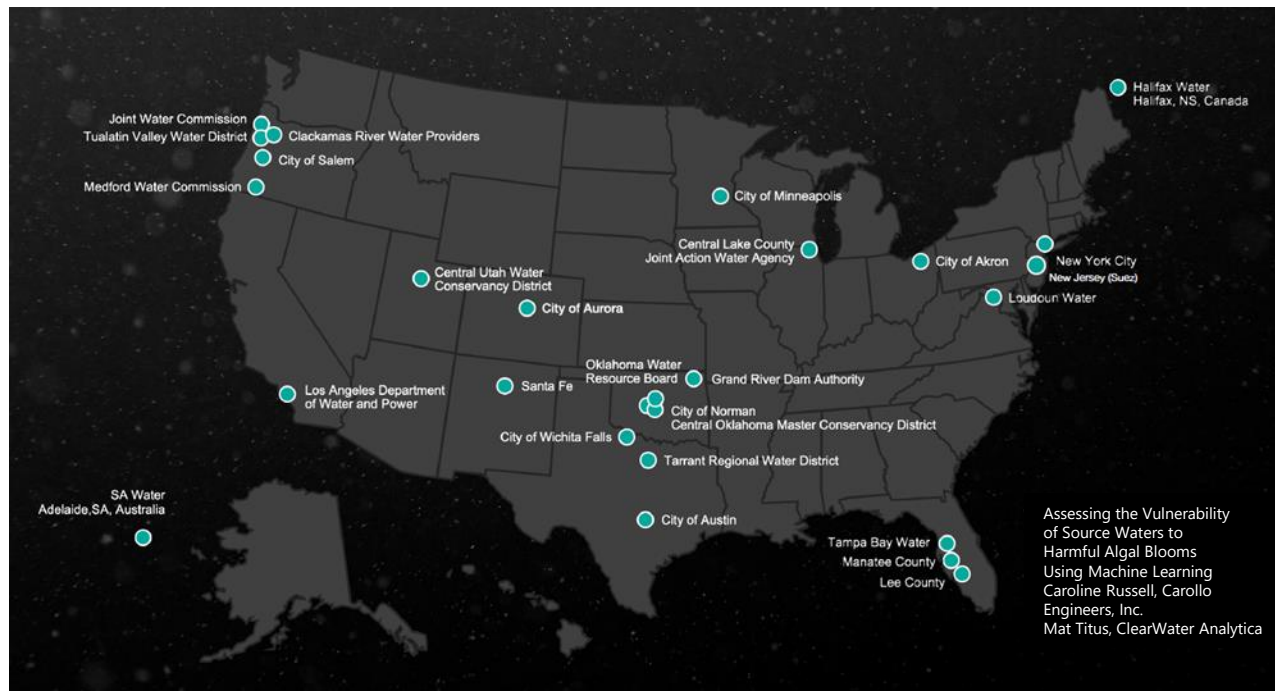 Halifax Water
Halifax, NS, Canada
Joint Water Commission
Tualatin Valley Water District
Clackamas River Water Providers
City of Salem
Medford Water Commission
City of Minneapolis
Central Lake County
Joint Action Water Agency
City of Akron
New York City
New Jersey (Suez)
Loudoun Water
Central Utah Water
Conservancy District
City of Aurora
Oklahoma Water
Resource Board
Grand River Dam Authority
Los Angeles Department
of Water and Power
Santa Fe
City of Norman
Central Oklahoma Master Conservancy District
City of Wichita Falls
Tarrant Regional Water District
SA Water
Adelaide,SA, Australia
City of Austin
Tampa Bay Water
Manatee County
Lee County
Assessing the Vulnerability
of Source Waters to
Harmful Algal Blooms
Using Machine Learning
Caroline Russell, Carollo
Engineers, Inc.
Mat Titus, ClearWater Analytica